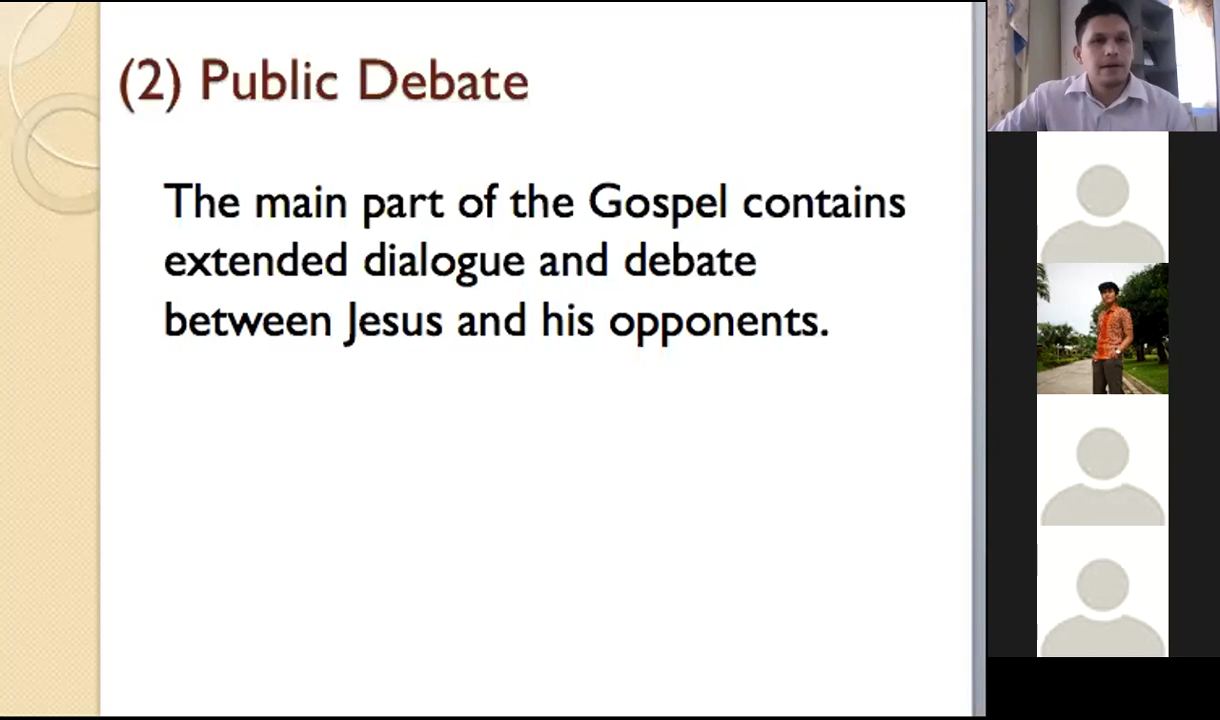 (2) Public Debate
The main part of the Gospel contains
extended dialogue and debate
between Jesus and his opponents.